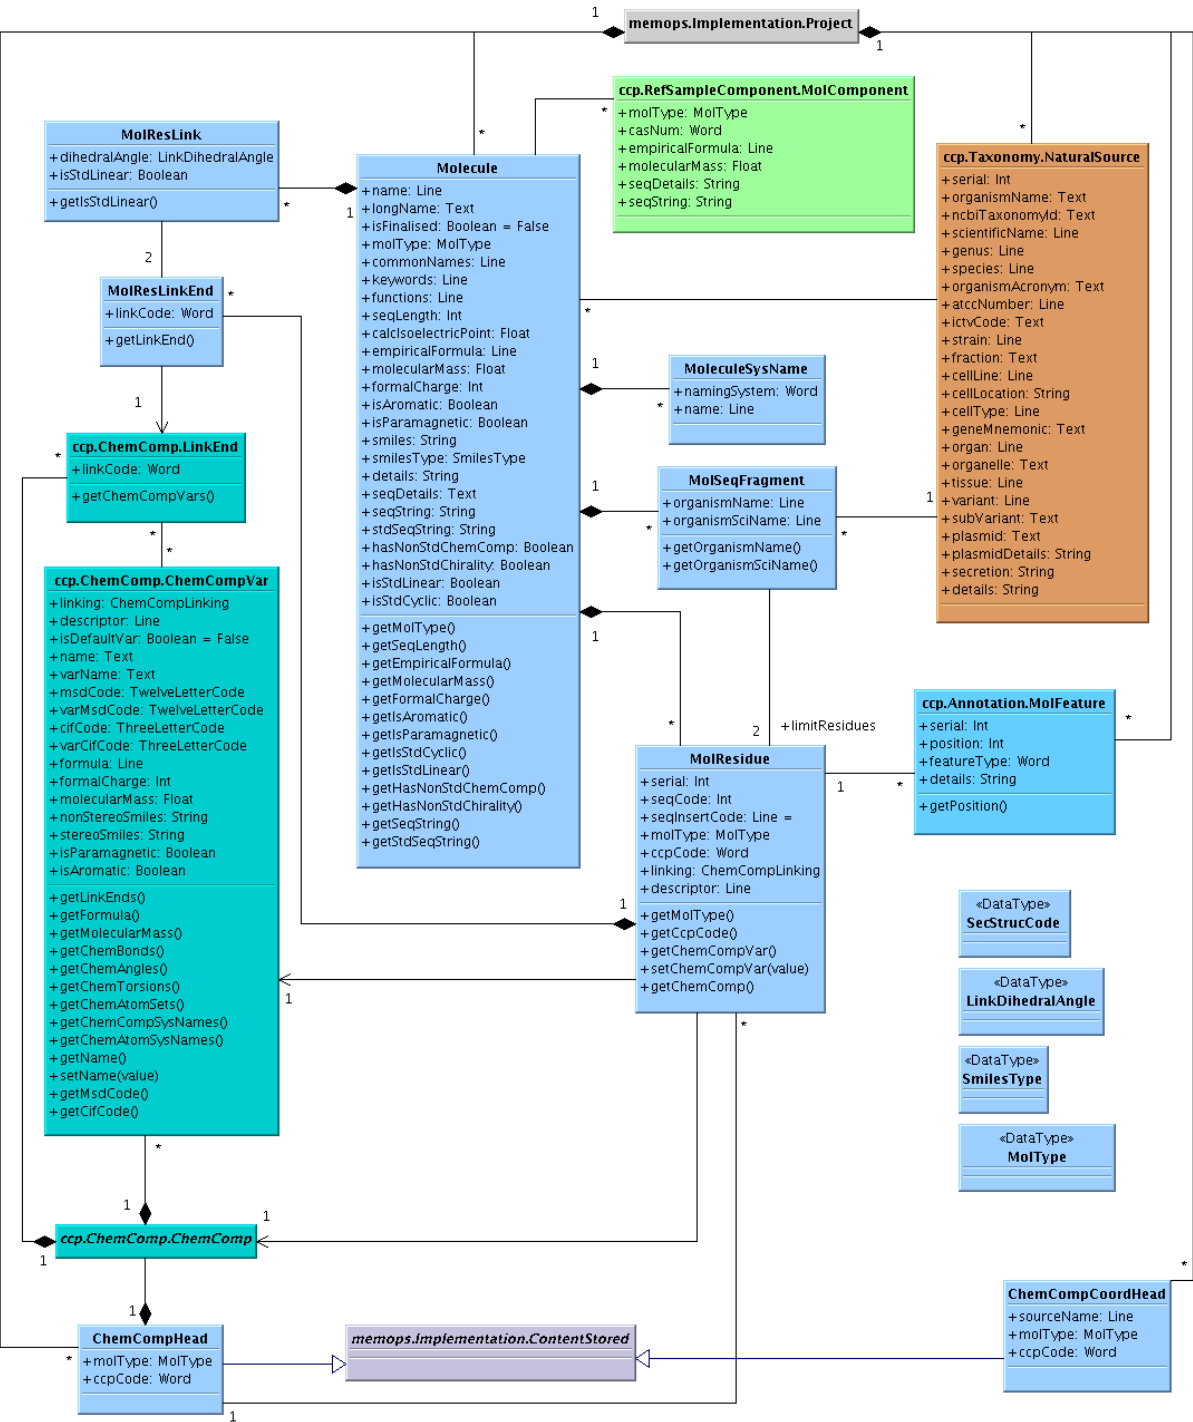 1
memops.Implementation.Project
1
ccp.RefSampleComponent.MolComponent
+molType: MolType
+casNum: Word
+empiricalFormula: Line
+molecularMass: Float
+seqDetails: String
+seqString: String
*
*
*
MolResLink
+dihedralAngle: LinkDihedralAngle
+isStdLinear: Boolean
+getIsStdLinear()
*
1
2
Molecule
+name: Line
+longName: Text
+isFinalised: Boolean = False
+molType: MolType
+commonNames: Line
+keywords: Line
+functions: Line
+seqLength: Int
+calcIsoelectricPoint: Float
+empiricalFormula: Line
+molecularMass: Float
+formalCharge: Int
+isAromatic: Boolean
+isParamagnetic: Boolean
+smiles: String
+smilesType: SmilesType
+details: String
+seqDetails: Text
+seqString: String
+stdSeqString: String
+hasNonStdChemComp: Boolean
+hasNonStdChirality: Boolean
+isStdLinear: Boolean
+isStdCyclic: Boolean
+getMolType()
+getSeqLength()
+getEmpiricalFormula()
+getMolecularMass()
+getFormalCharge()
+getIsAromatic()
+getIsParamagnetic()
+getIsStdCyclic()
+getIsStdLinear()
+getHasNonStdChemComp()
+getHasNonStdChirality()
+getSeqString()
+getStdSeqString()
ccp.Taxonomy.NaturalSource
+serial: Int
+organismName: Text
+ncbiTaxonomyId: Text
+scientificName: Line
+genus: Line
+species: Line
+organismAcronym: Text
+atccNumber: Line
+ictvCode: Text
+strain: Line
+fraction: Text
+cellLine: Line
+cellLocation: String
+cellType: Line
+geneMnemonic: Text
+organ: Line
+organelle: Text
+tissue: Line
+variant: Line
+subVariant: Text
+plasmid: Text
+plasmidDetails: String
+secretion: String
+details: String
MolResLinkEnd
+linkCode: Word
+getLinkEnd()
*
1
*
1
MoleculeSysName
+namingSystem: Word
+name: Line
*
ccp.ChemComp.LinkEnd
+linkCode: Word
+getChemCompVars()
*
*
*
1
MolSeqFragment
+organismName: Line
+organismSciName: Line
+getOrganismName()
+getOrganismSciName()
*
1
*
1
*
2
+limitResidues
ccp.ChemComp.ChemCompVar
+linking: ChemCompLinking
+descriptor: Line
+isDefaultVar: Boolean = False
+name: Text
+varName: Text
+msdCode: TwelveLetterCode
+varMsdCode: TwelveLetterCode
+cifCode: ThreeLetterCode
+varCifCode: ThreeLetterCode
+formula: Line
+formalCharge: Int
+molecularMass: Float
+nonStereoSmiles: String
+stereoSmiles: String
+isParamagnetic: Boolean
+isAromatic: Boolean
+getLinkEnds()
+getFormula()
+getMolecularMass()
+getChemBonds()
+getChemAngles()
+getChemTorsions()
+getChemAtomSets()
+getChemCompSysNames()
+getChemAtomSysNames()
+getName()
+setName(value)
+getMsdCode()
+getCifCode()
MolResidue
+serial: Int
+seqCode: Int
+seqInsertCode: Line =
+molType: MolType
+ccpCode: Word
+linking: ChemCompLinking
+descriptor: Line
+getMolType()
+getCcpCode()
+getChemCompVar()
+setChemCompVar(value)
+getChemComp()
1
*
ccp.Annotation.MolFeature
+serial: Int
+position: Int
+featureType: Word
+details: String
+getPosition()
*
1
1
*
«DataType»
SecStrucCode
«DataType»
LinkDihedralAngle
«DataType»
SmilesType
«DataType»
MolType
*
1
1
ccp.ChemComp.ChemComp
1
1
ChemCompHead
+molType: MolType
+ccpCode: Word
*
1
memops.Implementation.ContentStored
*
ChemCompCoordHead
+sourceName: Line
+molType: MolType
+ccpCode: Word